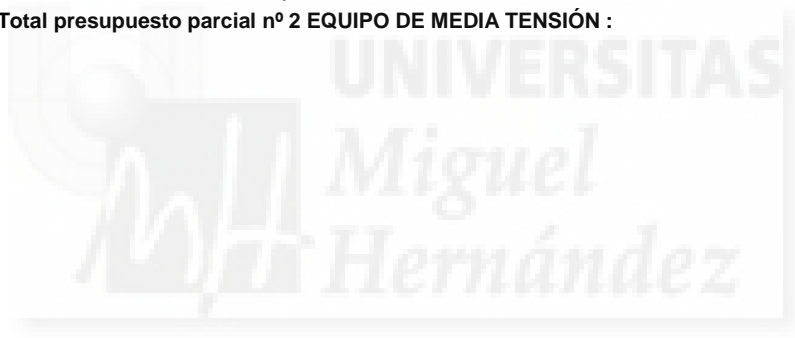 Total presupuesto parcial nº 2 EQUIPO DE MEDIA TENSIÓN :
UNIVERSITAS
Miguel
Hernández